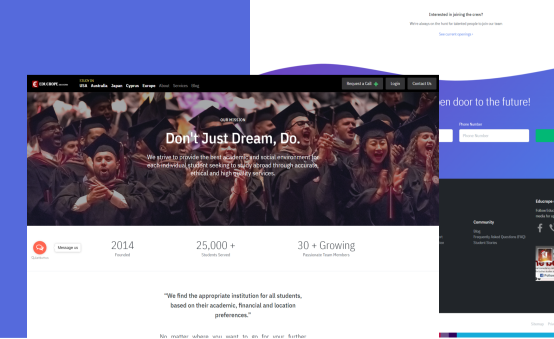 Interested in joining the crew?
We're always on the hunt for talented people to join our team
See current openings ›
EDUCHOPE
STUDY IN
USA Australia Japan Cyprus Europe About Services Blog
Request a Call
Login
Contact Us
OUR MISSION
Don't Just Dream, Do.
We strive to provide the best academic and social environment for
each individual student seeking to study abroad through accurate,
ethical and high quality services.
en door to the future!
Phone Number
Phone Number
Message us
2014
Founded
25,000 +
Students Served
30 + Growing
Passionate Team Members
Community
Blog
Frequently Asked Questions (FAQ)
Student Stories
"We find the appropriate institution for all students,
based on their academic, financial and location
preferences."
No matter where you want to go for your further